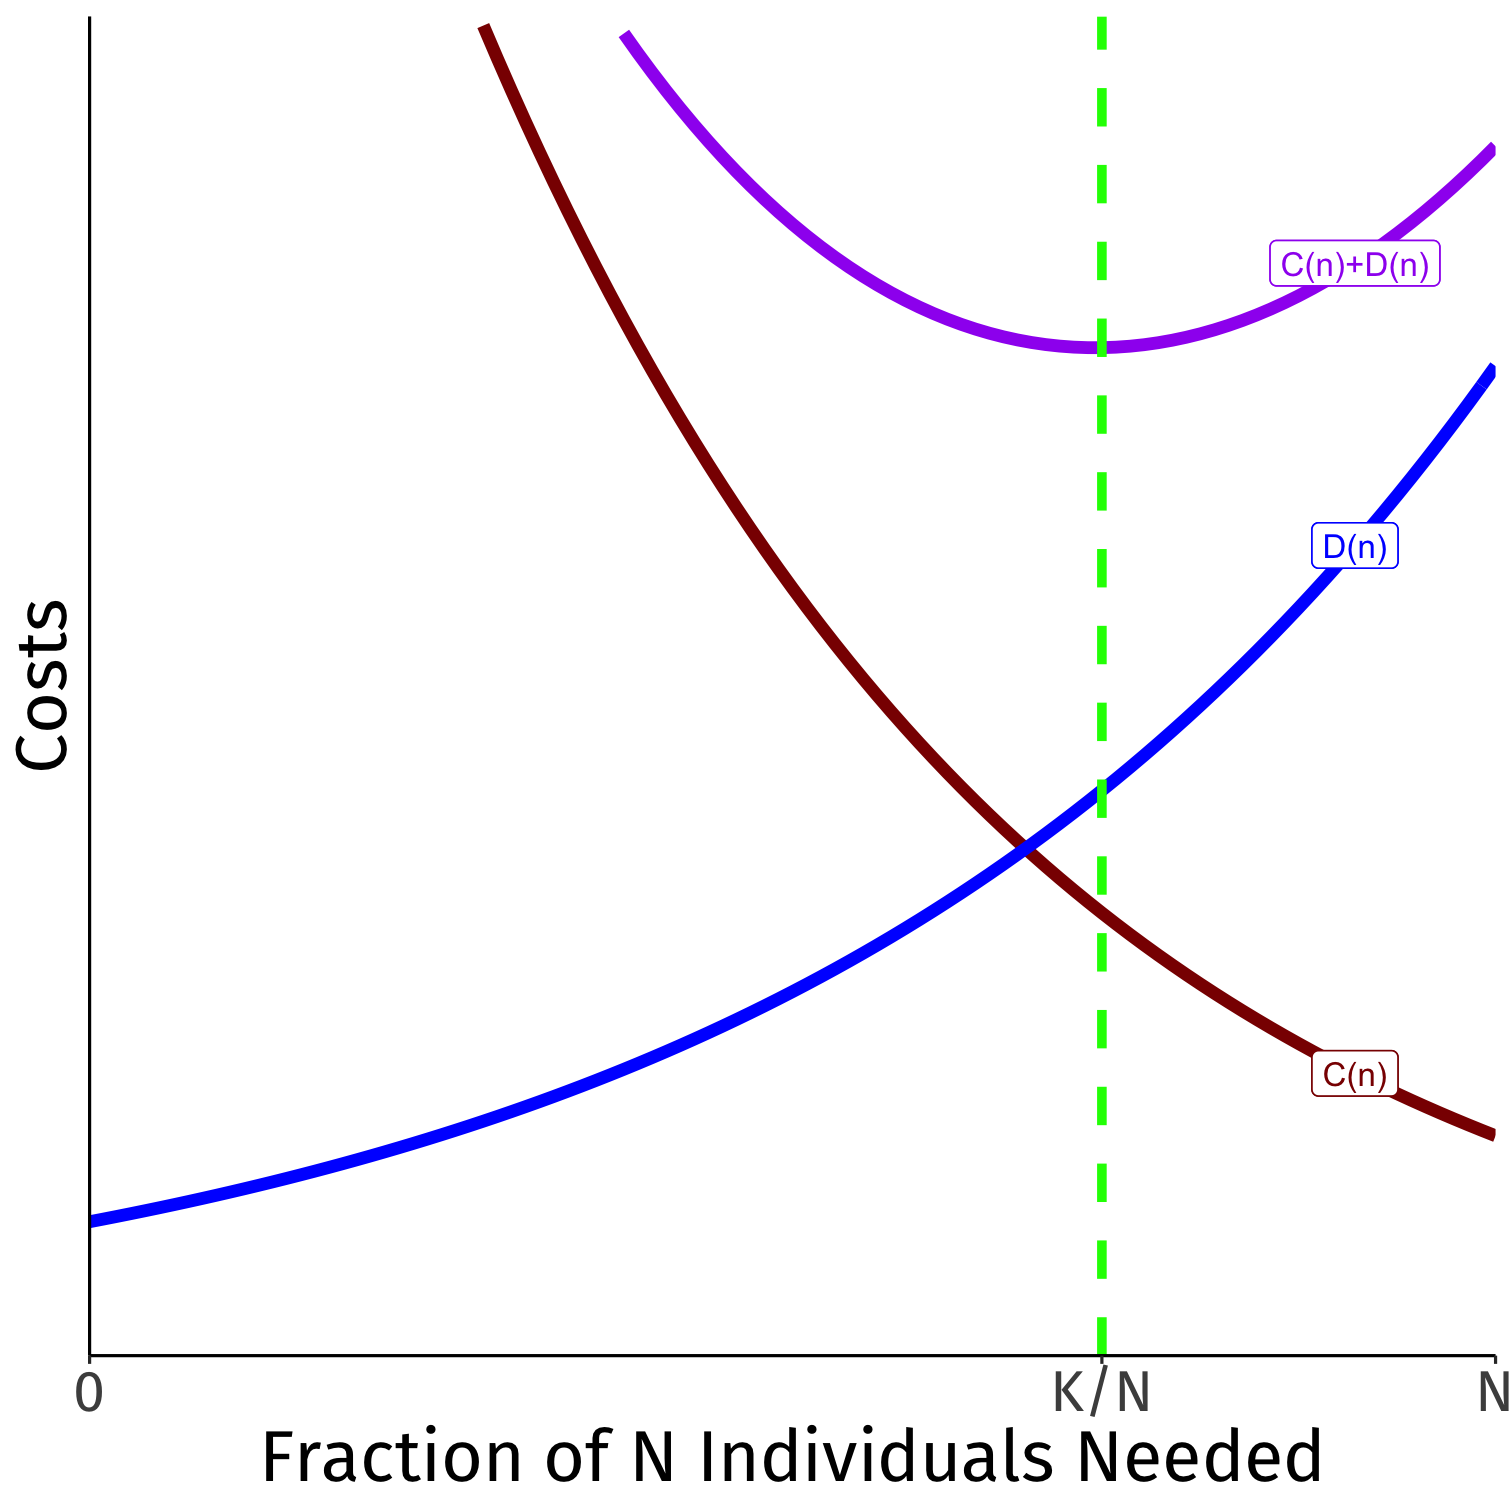 C(n)+D(n)
D(n)
Costs
C(n)
0
K/N
N
Fraction of N Individuals Needed